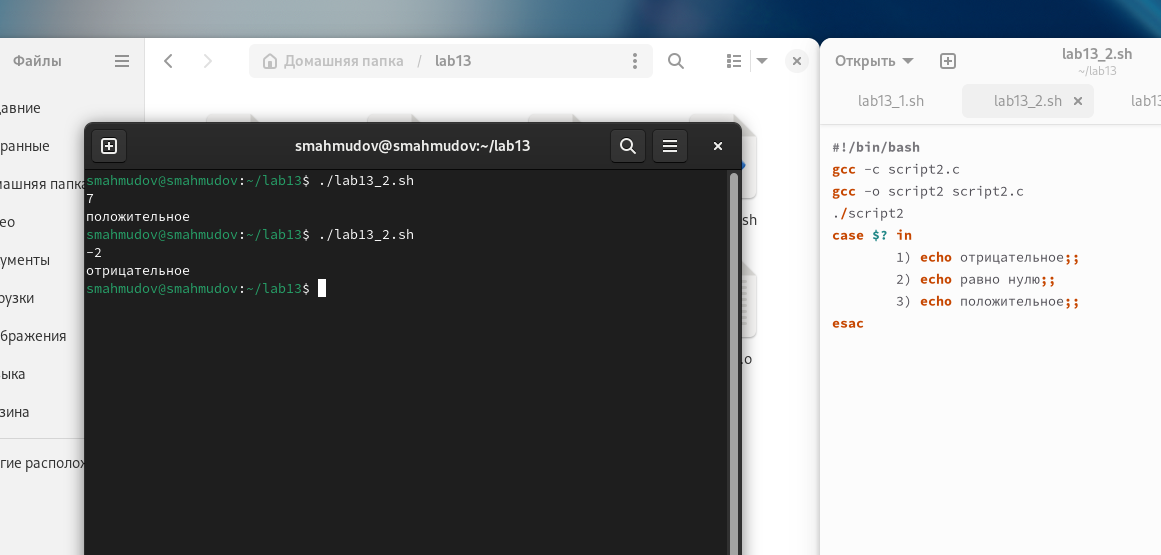 Файлы
Домашняя папка / lab13
Открыть
lab13_2.sh
~/lab13
lab13_1.sh
lab13_2.sh
lab13
smahmudov@smahmudov:~/lab13
smahmudov@smahmudov:~/lab13$ ./lab13_2.sh
7
положительное
smahmudov@smahmudov:~/lab13$ ./lab13_2.sh
-2
отрицательное
smahmudov@smahmudov:~/lab13$
#!/bin/bash
gcc -c script2.c
gcc -o script2 script2.c
./script2
case $? in
1) echo отрицательное;;
2) echo равно нулю;;
3) echo положительное;;
esac
авние
ранные
машняя папка
ео
ументы
рузки
бражения
ыка
зина
гие располож
sh
.o